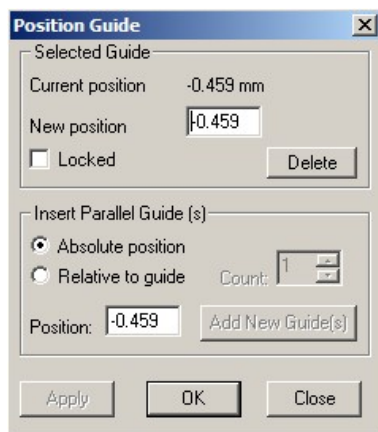 Position Guide
Selected Guide
Current position -0.459 mm
New position -0.459
Locked Delete
Insert Parallel Guide (s)
Absolute position
Relative to guide Count: 1
Position: -0.459 Add New Guide(s)
Apply OK Close